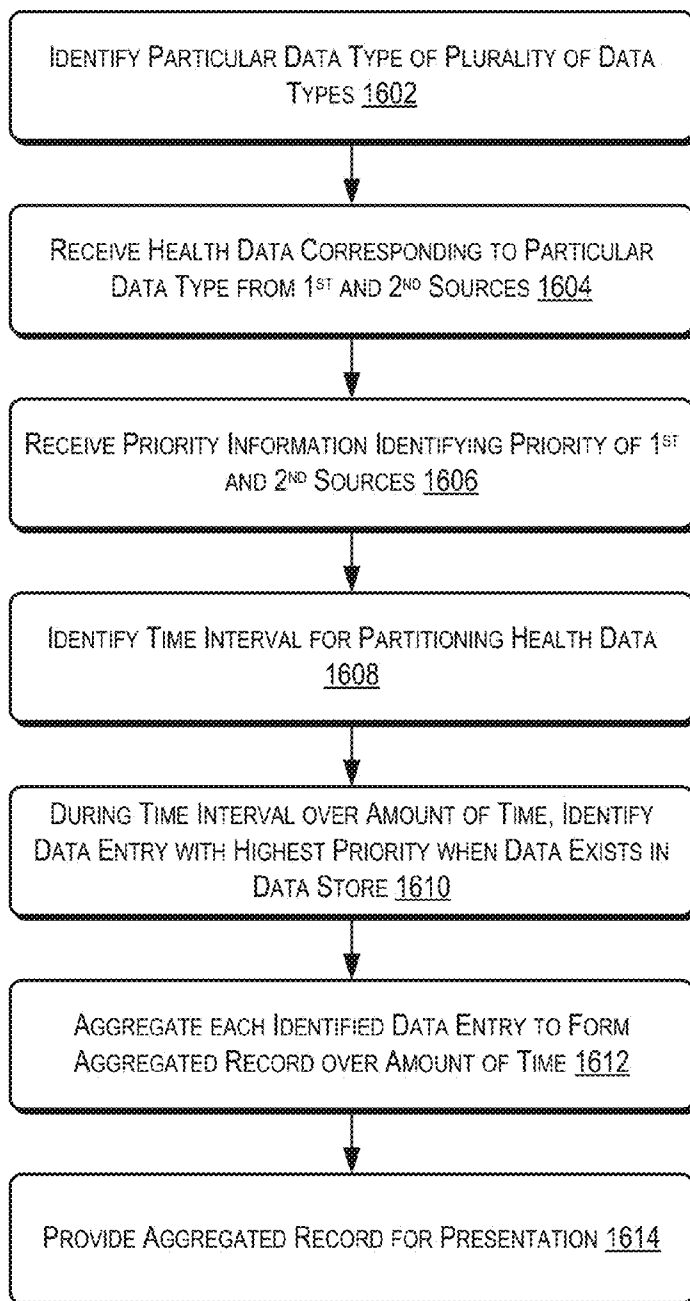 IDENTIFY PARTICULAR DATA TYPE OF PLURALITY OF DATA
TYPES 1602
RECEIVE HEALTH DATA CORRESPONDING TO PARTICULAR
DATA TYPE FROM 1ST AND 2ND SOURCES 1604
RECEIVE PRIORITY INFORMATION IDENTIFYING PRIORITY OF 1ST
AND 2ND SOURCES 1606
IDENTIFY TIME INTERVAL FOR PARTITIONING HEALTH DATA
1608
DURING TIME INTERVAL OVER AMOUNT OF TIME, IDENTIFY
DATA ENTRY WITH HIGHEST PRIORITY WHEN DATA EXISTS IN
DATA STORE 1610
AGGREGATE EACH IDENTIFIED DATA ENTRY TO FORM
AGGREGATED RECORD OVER AMOUNT OF TIME 1612
PROVIDE AGGREGATED RECORD FOR PRESENTATION 1614